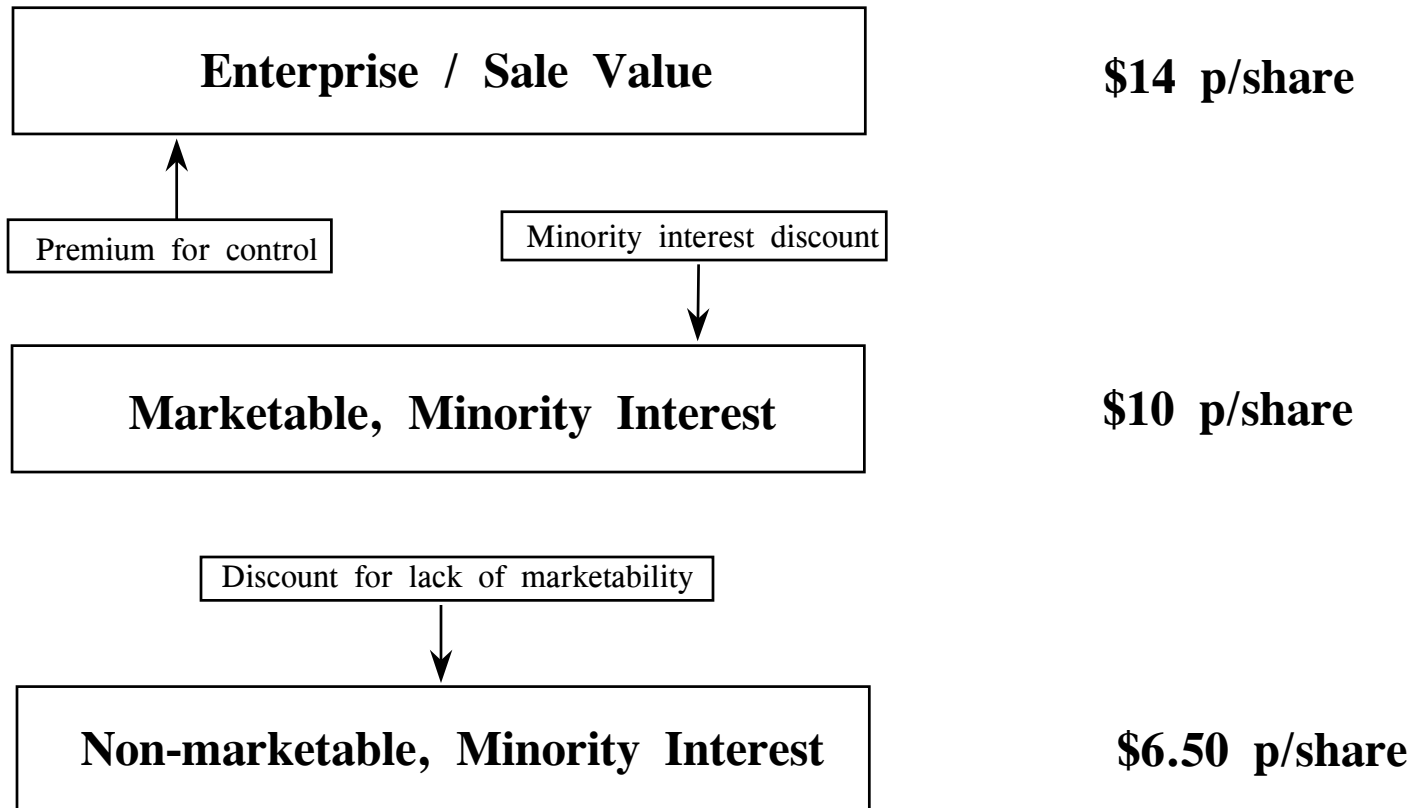 Enterprise / Sale Value
$14 p/share
Premium for control
Minority interest discount
Marketable, Minority Interest
$10 p/share
Discount for lack of marketability
Non-marketable, Minority Interest
$6.50 p/share